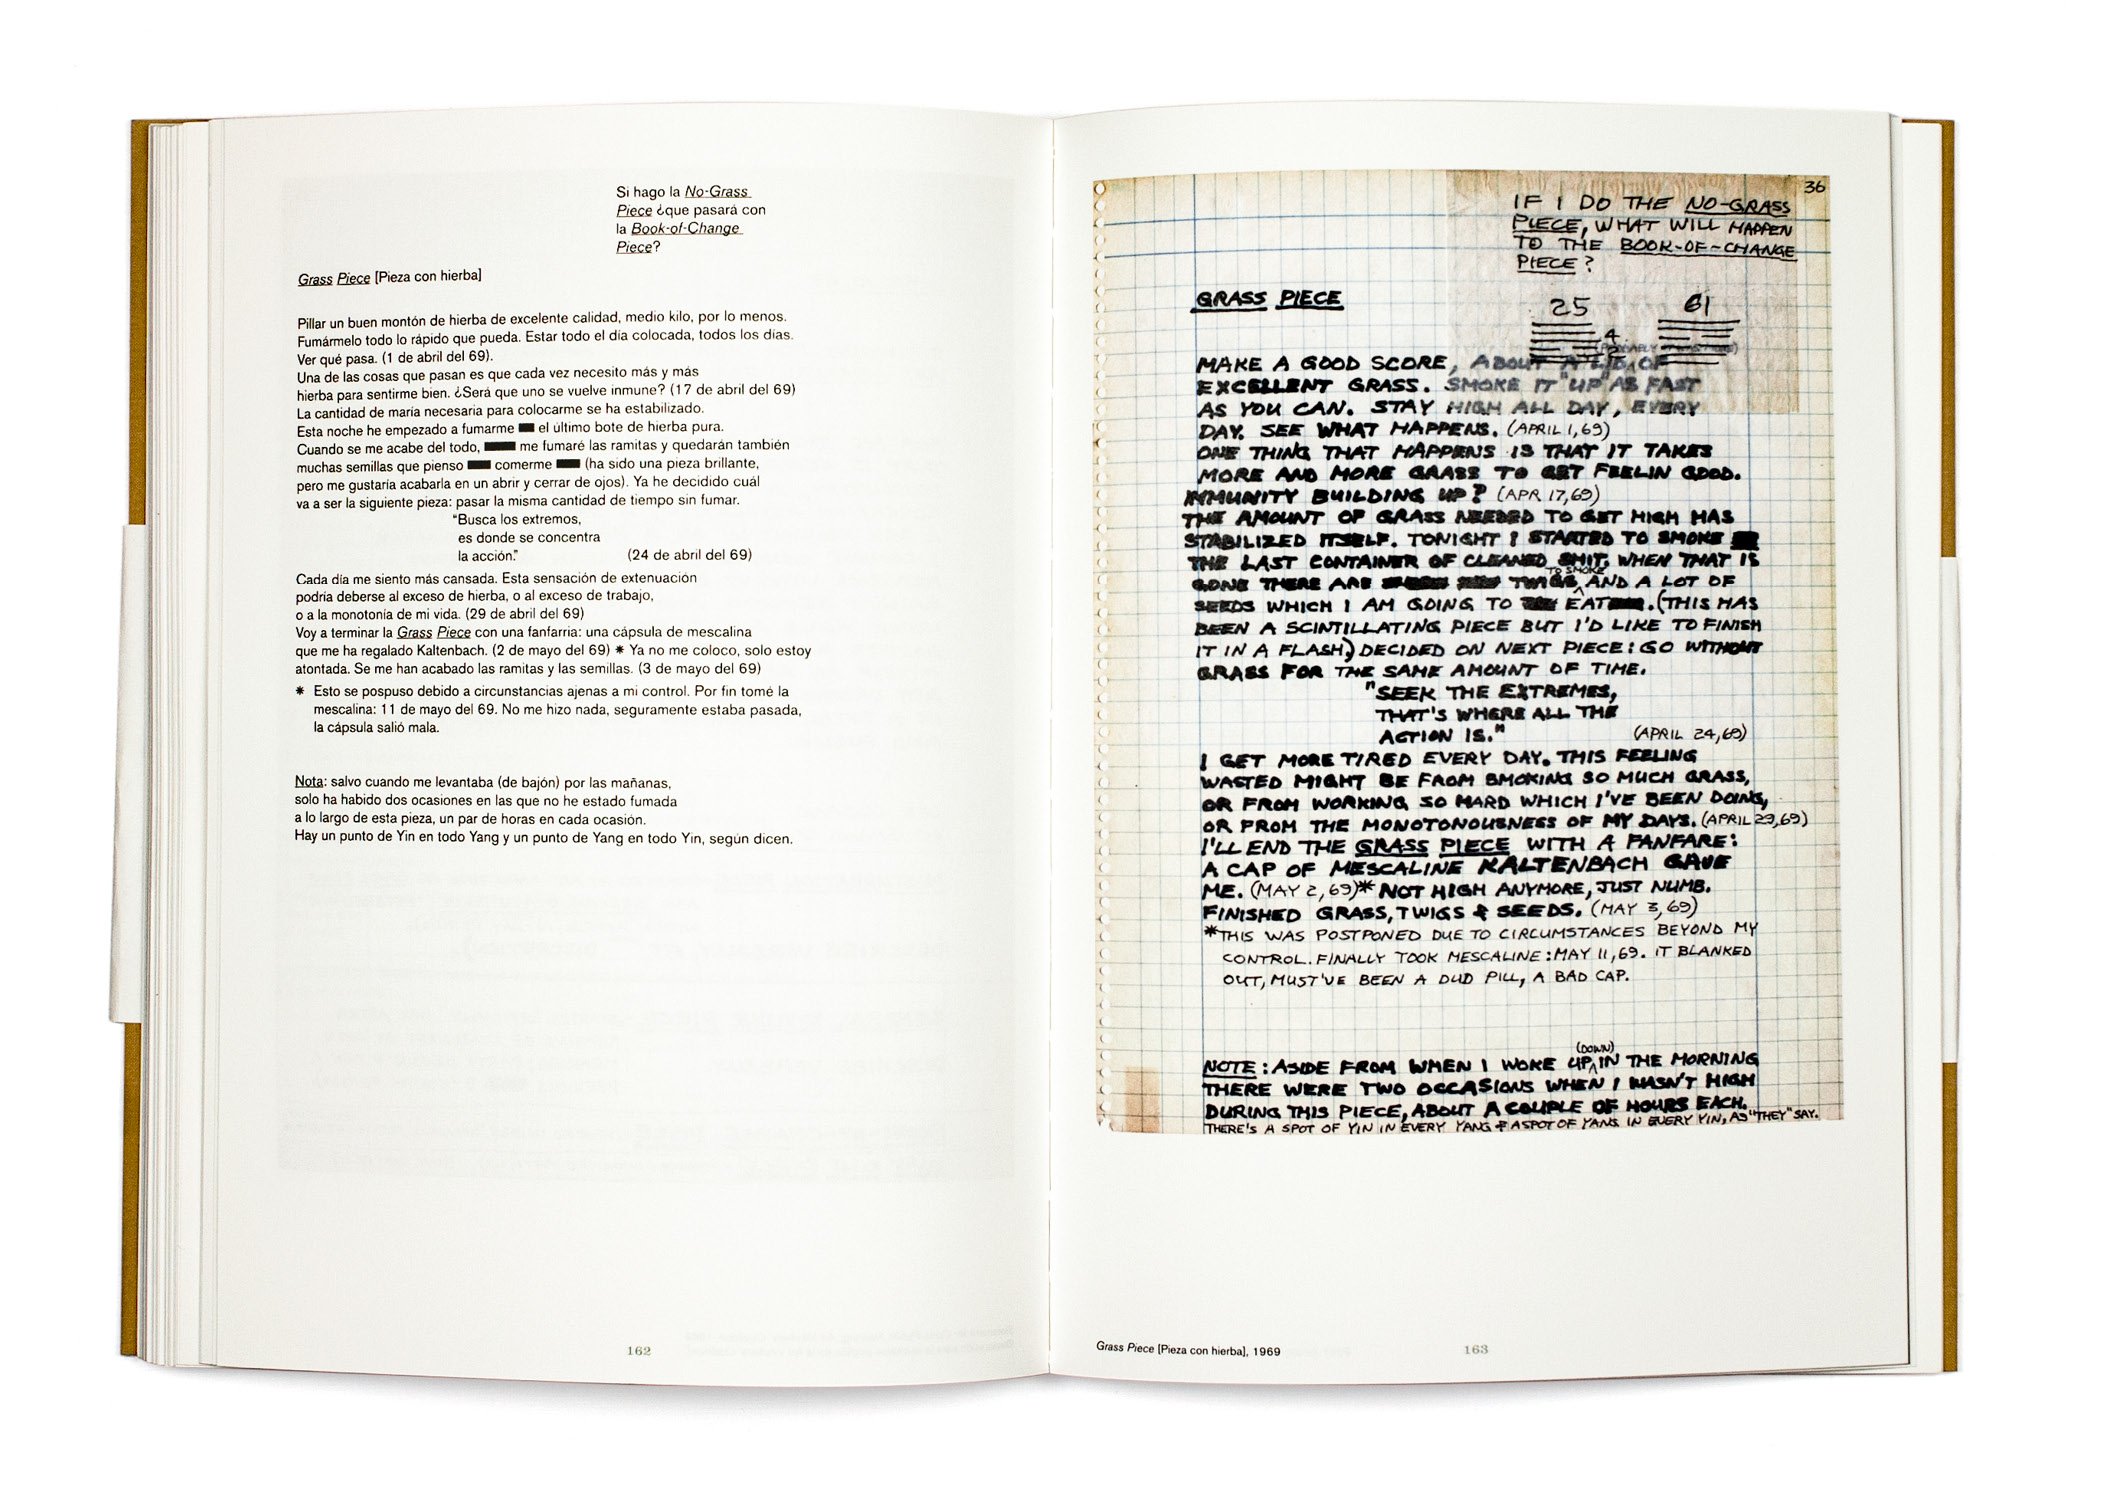 Si hago la No-Grass
Piece ¿que pasará con
la Book-of-Change
Piece?
Grass Piece [Pieza con hierba]
Pillar un buen montón de hierba de excelente calidad, medio kilo, por lo menos.
Fumármelo todo lo rápido que pueda. Estar todo el día colocada, todos los días.
Ver qué pasa. (1 de abril del 69).
Una de las cosas que pasan es que cada vez necesito más y más
hierba para sentirme bien. ¿Será que uno se vuelve inmune? (17 de abril del 69)
La cantidad de maría necesaria para colocarme se ha estabilizado.
Esta noche he empezado a fumarme el último bote de hierba pura.
Cuando se me acabe del todo, me fumaré las ramitas y quedarán también
muchas semillas que pienso comerme (ha sido una pieza brillante,
pero me gustaría acabarla en un abrir y cerrar de ojos). Ya he decidido cuál
va a ser la siguiente pieza: pasar la misma cantidad de tiempo sin fumar.
"Busca los extremos,
es donde se concentra
la acción." (24 de abril del 69)
Cada día me siento más cansada. Esta sensación de extenuación
podría deberse al exceso de hierba, o al exceso de trabajo,
o a la monotonía de mi vida. (29 de abril del 69)
Voy a terminar la Grass Piece con una fanfarria: una cápsula de mescalina
que me ha regalado Kaltenbach. (2 de mayo del 69) * Ya no me coloco, solo estoy
atontada. Se me han acabado las ramitas y las semillas. (3 de mayo del 69)
* Esto se pospuso debido a circunstancias ajenas a mi control. Por fin tomé la
mescalina: 11 de mayo del 69. No me hizo nada, seguramente estaba pasada,
la cápsula salió mala.
Nota: salvo cuando me levantaba (de bajón) por las mañanas,
solo ha habido dos ocasiones en las que no he estado fumada
a lo largo de esta pieza, un par de horas en cada ocasión.
Hay un punto de Yin en todo Yang y un punto de Yang en todo Yin, según dicen.
162
36
IF I DO THE NO-GRASS
PIECE, WHAT WILL HAPPEN
TO THE BOOK-OF-CHANGE
PIECE?
GRASS PIECE
25 61
4
MAKE A GOOD SCORE, ABOUT A LID OF
EXCELLENT GRASS. SMOKE IT "UP" AS FAST
AS YOU CAN. STAY HIGH ALL DAY, EVERY
DAY. SEE WHAT HAPPENS. (APRIL 1, 69)
ONE THING THAT HAPPENS IS THAT IT TAKES
MORE AND MORE GRASS TO GET FEELIN GOOD.
IMMUNITY BUILDING UP? (APR 17, 69)
THE AMOUNT OF GRASS NEEDED TO GET HIGH HAS
STABILIZED ITSELF. TONIGHT I STARTED TO SMOKE
THE LAST CONTAINER OF CLEANED SHIT. WHEN THAT IS
GONE THERE ARE TWIGS TO SMOKE AND A LOT OF
SEEDS WHICH I AM GOING TO EAT. (THIS HAS
BEEN A SCINTILLATING PIECE BUT I'D LIKE TO FINISH
IT IN A FLASH) DECIDED ON NEXT PIECE: GO WITHOUT
GRASS FOR THE SAME AMOUNT OF TIME.
"SEEK THE EXTREMES,
THAT'S WHERE ALL THE
ACTION IS." (APRIL 24, 69)
I GET MORE TIRED EVERY DAY. THIS FEELING
WASTED MIGHT BE FROM SMOKING SO MUCH GRASS,
OR FROM WORKING SO HARD WHICH I'VE BEEN DOING,
OR FROM THE MONOTONOUSNESS OF MY DAYS. (APRIL 29, 69)
I'LL END THE GRASS PIECE WITH A FANFARE:
A CAP OF MESCALINE KALTENBACH GAVE
ME. (MAY 2, 69)* NOT HIGH ANYMORE, JUST NUMB.
FINISHED GRASS, TWIGS & SEEDS. (MAY 3, 69)
*THIS WAS POSTPONED DUE TO CIRCUMSTANCES BEYOND MY
CONTROL. FINALLY TOOK MESCALINE: MAY 11, 69. IT BLANKED
OUT, MUST'VE BEEN A DUD PILL, A BAD CAP.
NOTE: ASIDE FROM WHEN I WOKE UP (DOWN) IN THE MORNING
THERE WERE TWO OCCASIONS WHEN I WASN'T HIGH
DURING THIS PIECE, ABOUT A COUPLE OF HOURS EACH.
THERE'S A SPOT OF YIN IN EVERY YANG & A SPOT OF YANG IN EVERY YIN, AS "THEY" SAY.
Grass Piece [Pieza con hierba], 1969
163